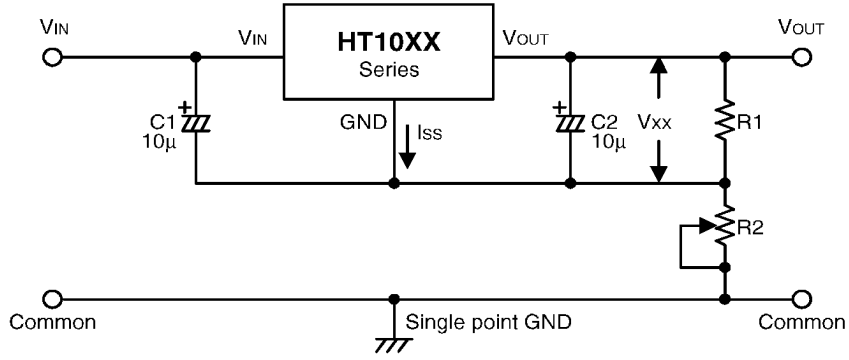 VIN
VIN
HT10XX
Series
VOUT
VOUT
C1
10µ
GND
ISS
C2
10µ
VXX
R1
R2
Common
Single point GND
Common